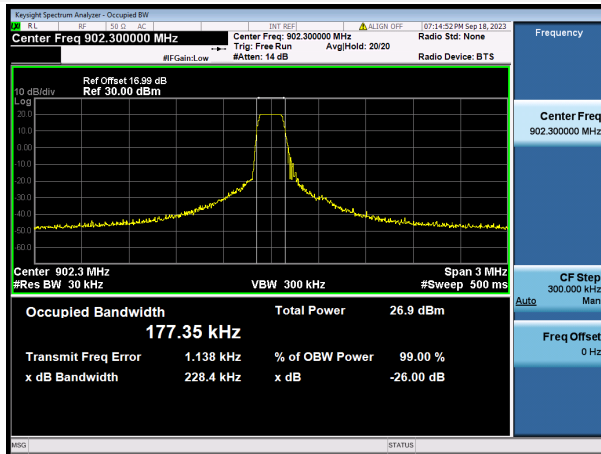 Keysight Spectrum Analyzer - Occupied BW
RL RF 50 Ω AC INT REF ALIGN OFF 07:14:52 PM Sep 18, 2023
Center Freq 902.300000 MHz
Center Freq: 902.300000 MHz
Radio Std: None
Trig: Free Run Avg|Hold: 20/20
#IFGain:Low
#Atten: 14 dB
Radio Device: BTS
Frequency
Ref Offset 16.99 dB
10 dB/div Ref 30.00 dBm
Log
20.0
10.0
0.00
-10.0
-20.0
-30.0
-40.0
-50.0
-60.0
Center 902.3 MHz
Span 3 MHz
#Res BW 30 kHz
VBW 300 kHz
#Sweep 500 ms
Center Freq
902.300000 MHz
CF Step
300.000 kHz
Auto Man
Freq Offset
0 Hz
Occupied Bandwidth
177.35 kHz
Total Power 26.9 dBm
Transmit Freq Error 1.138 kHz
% of OBW Power 99.00 %
x dB Bandwidth 228.4 kHz
x dB -26.00 dB
MSG
STATUS